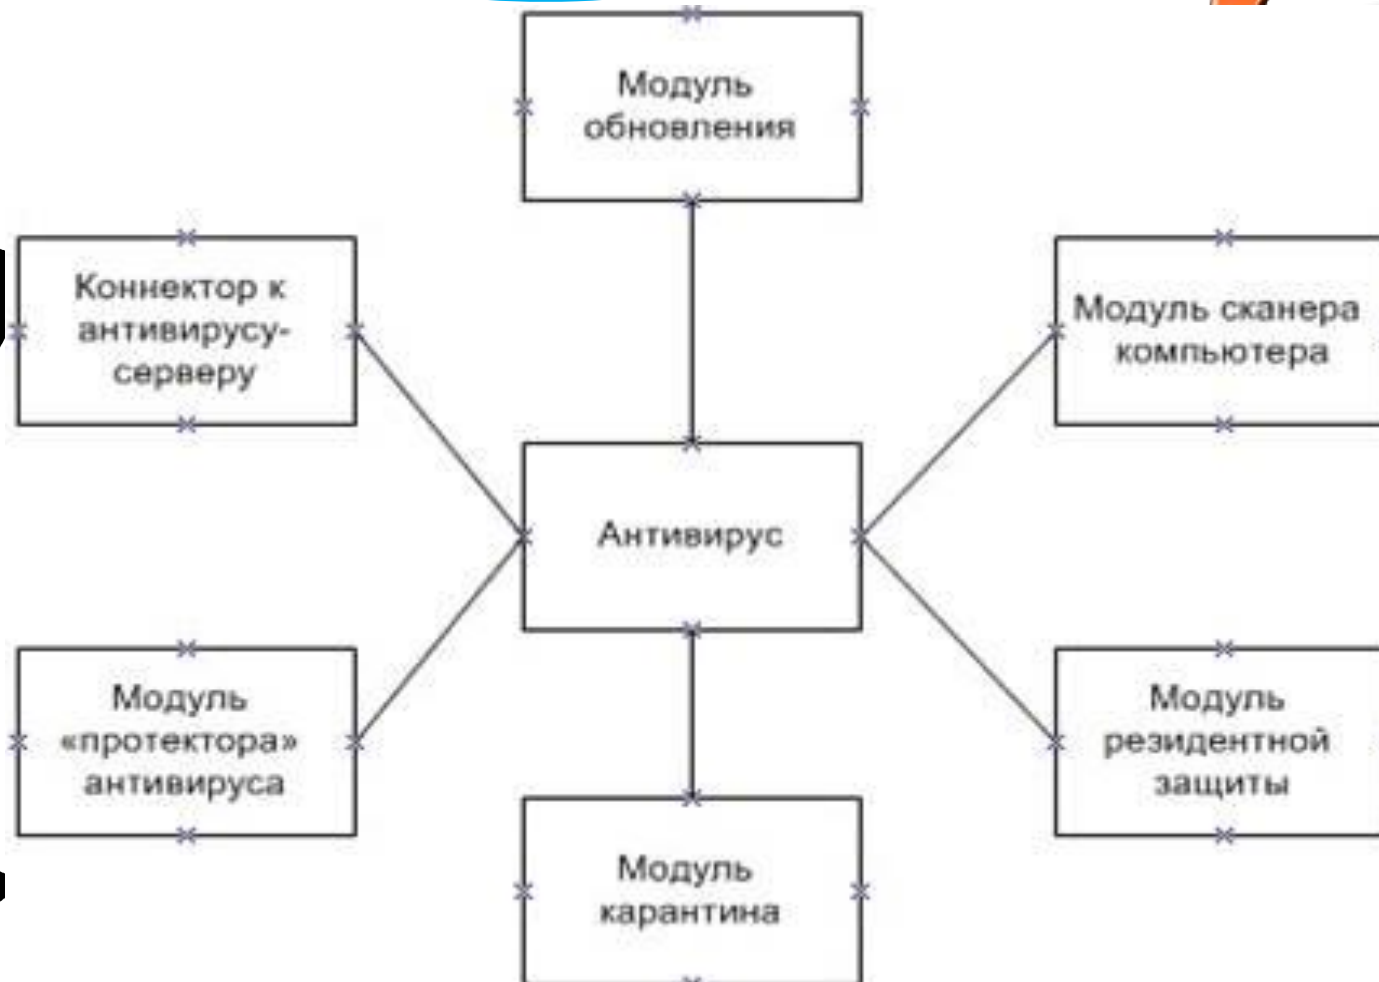 Модуль
обновления
Коннектор к
антивирусу-
серверу
Модуль сканера
компьютера
Антивирус
Модуль
«протектора»
антивируса
Модуль
резидентной
защиты
Модуль
карантина